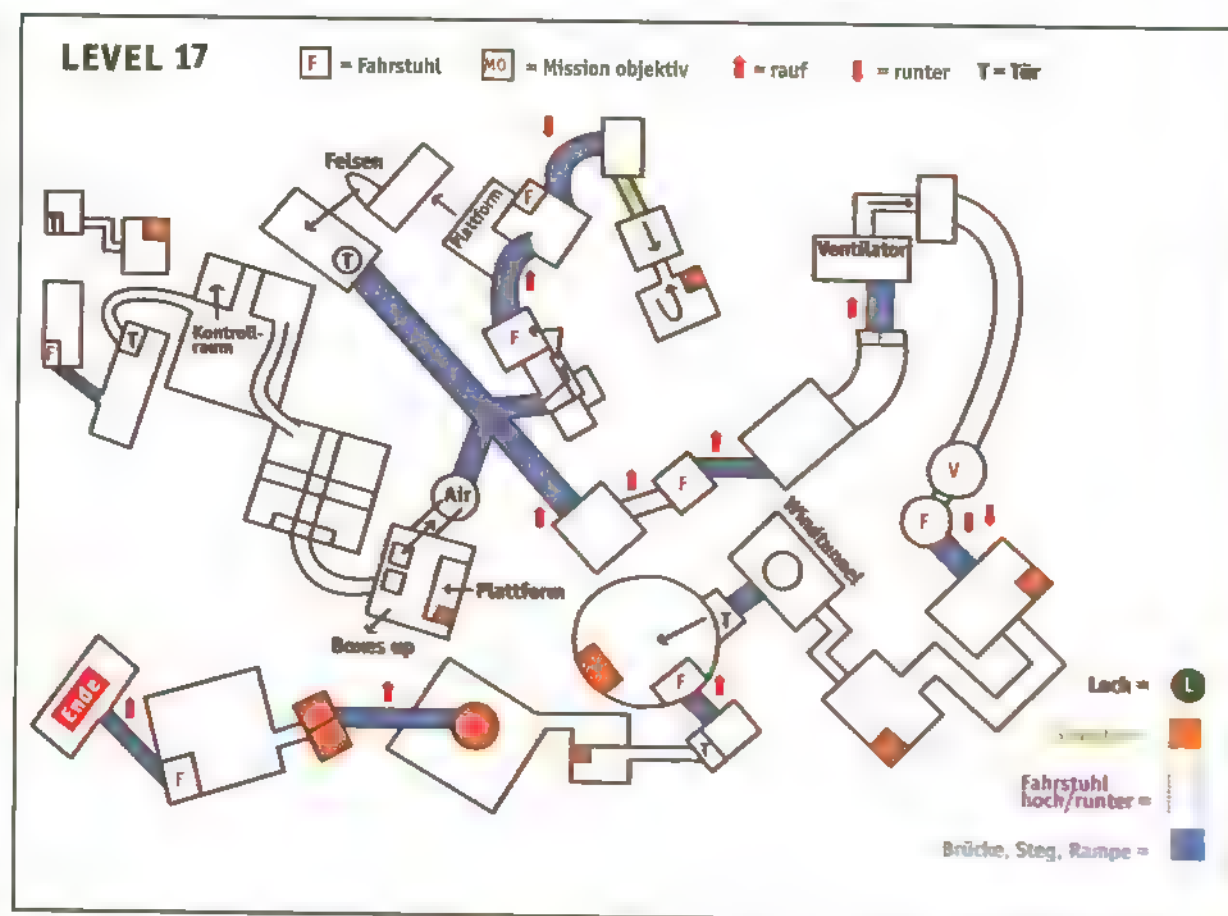 LEVEL 17
F = Fahrstuhl
MO = Mission objektiv
= rauf
= runter
T = Tür
Felsen
Plattform
F
T
F
Kontroll-
raum
T
F
Air
Plattform
Boxes up
Ventilator
F
V
F
Windtunnel
T
F
Ende
F
Loch = L
Fahrstuhl
hoch/runter =
Brücke, Steg, Rampe =